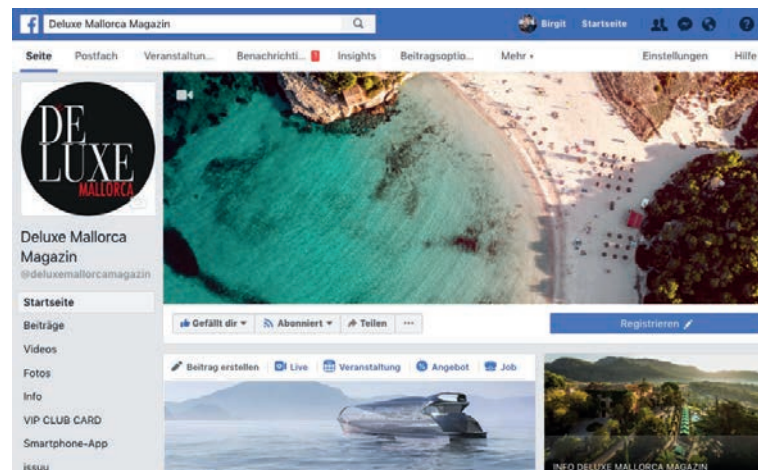 Deluxe Mallorca Magazin
Birgit Startseite
Seite Postfach Veranstaltun... Benachrichti... 1 Insights Beitragsoptio... Mehr Einstellungen Hilfe
DE
LUXE
MALLORCA
Deluxe Mallorca
Magazin
@deluxemallorcamagazin
Gefällt dir Abonniert Teilen ... Registrieren
Startseite
Beiträge
Videos
Fotos
Info
VIP CLUB CARD
Smartphone-App
issuu
Beitrag erstellen Live Veranstaltung Angebot Job
INFO DELUXE MALLORCA MAGAZIN